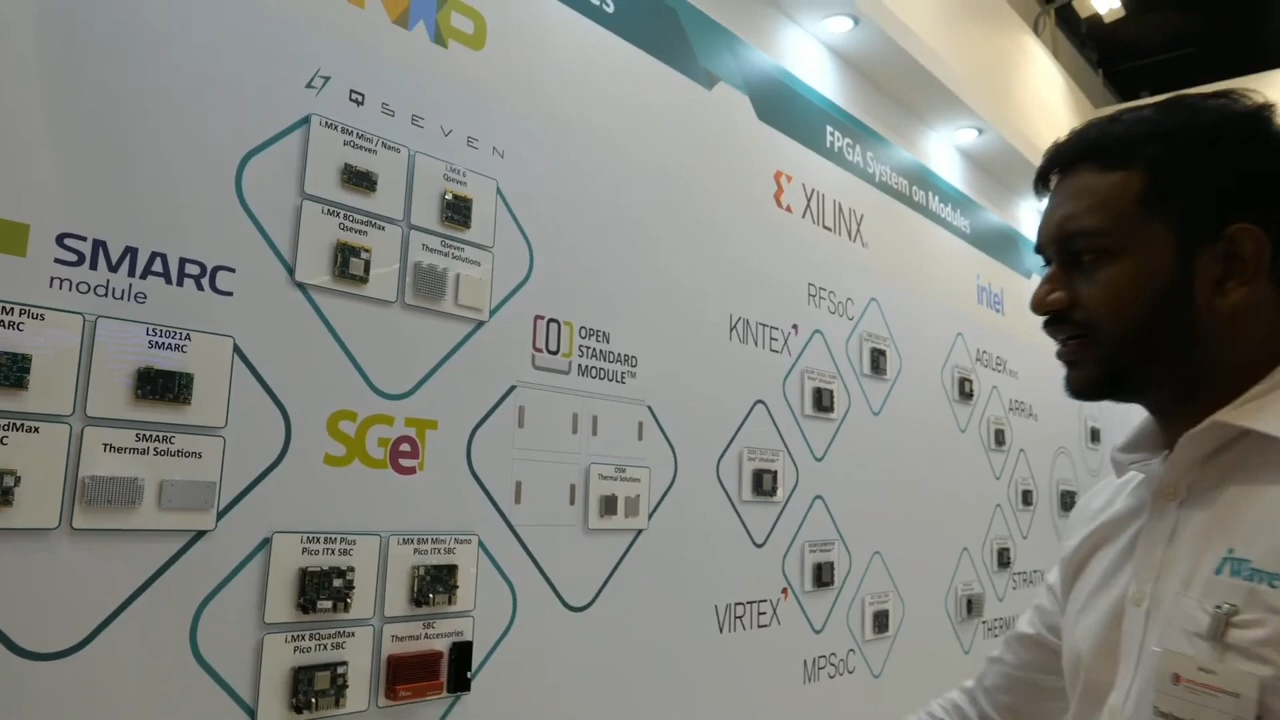 NXP
QSEVEN
i.MX 8M Mini / Nano
µQseven
i.MX 6
Qseven
i.MX 8QuadMax
Qseven
Qseven
Thermal Solutions
SMARC
module
M Plus
ARC
LS1021A
SMARC
adMax
C
SMARC
Thermal Solutions
SGeT
OPEN
STANDARD
MODULE™
OSM
Thermal Solutions
i.MX 8M Plus
Pico ITX SBC
i.MX 8M Mini / Nano
Pico ITX SBC
i.MX 8QuadMax
Pico ITX SBC
SBC
Thermal Accessories
FPGA System on Modules
XILINX
RFSoC
KINTEX
VIRTEX
MPSoC
intel
AGILEX
ARRIA
STRATIX
THERM
iWave